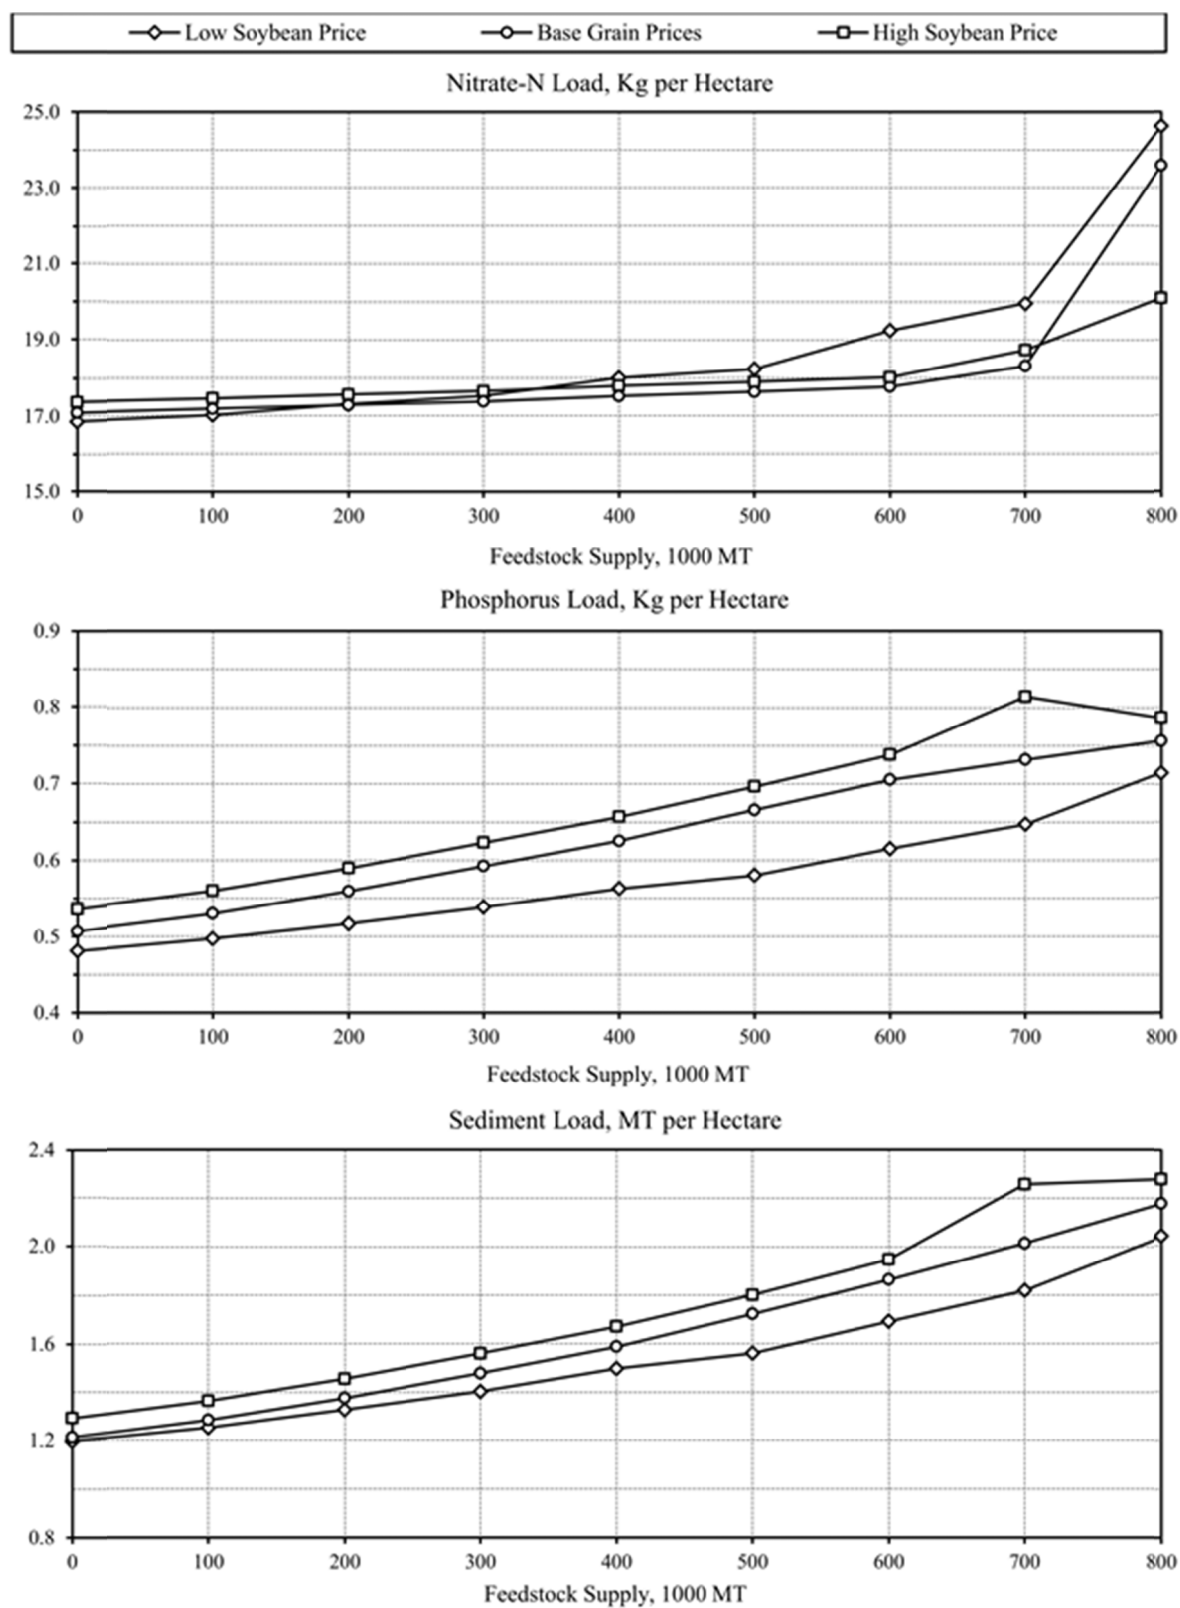 Low Soybean Price Base Grain Prices High Soybean Price
Nitrate-N Load, Kg per Hectare
25.0
23.0
21.0
19.0
17.0
15.0
0 100 200 300 400 500 600 700 800
Feedstock Supply, 1000 MT
Phosphorus Load, Kg per Hectare
0.9
0.8
0.7
0.6
0.5
0.4
0 100 200 300 400 500 600 700 800
Feedstock Supply, 1000 MT
Sediment Load, MT per Hectare
2.4
2.0
1.6
1.2
0.8
0 100 200 300 400 500 600 700 800
Feedstock Supply, 1000 MT